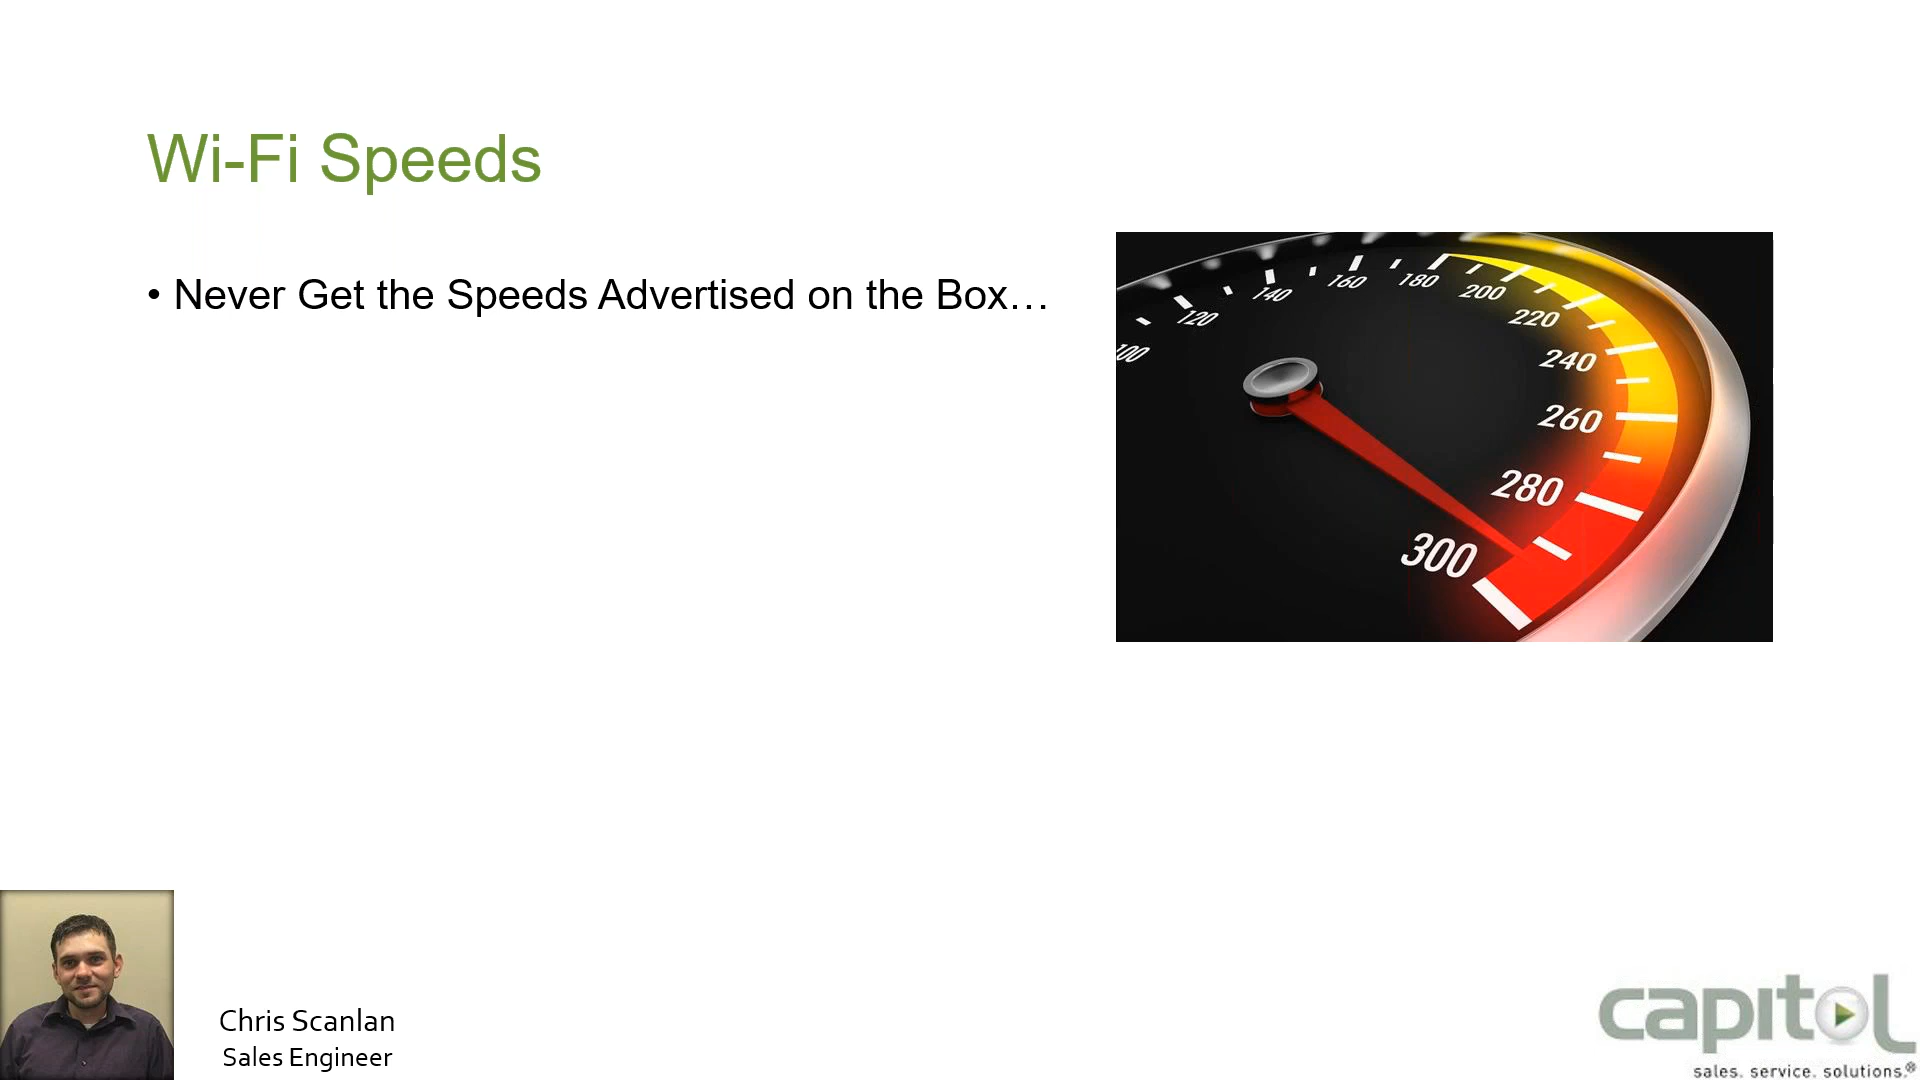 Wi-Fi Speeds
• Never Get the Speeds Advertised on the Box…
100
120
140
160
180
200
220
240
260
280
300
Chris Scanlan
Sales Engineer
capitol
sales. service. solutions.®